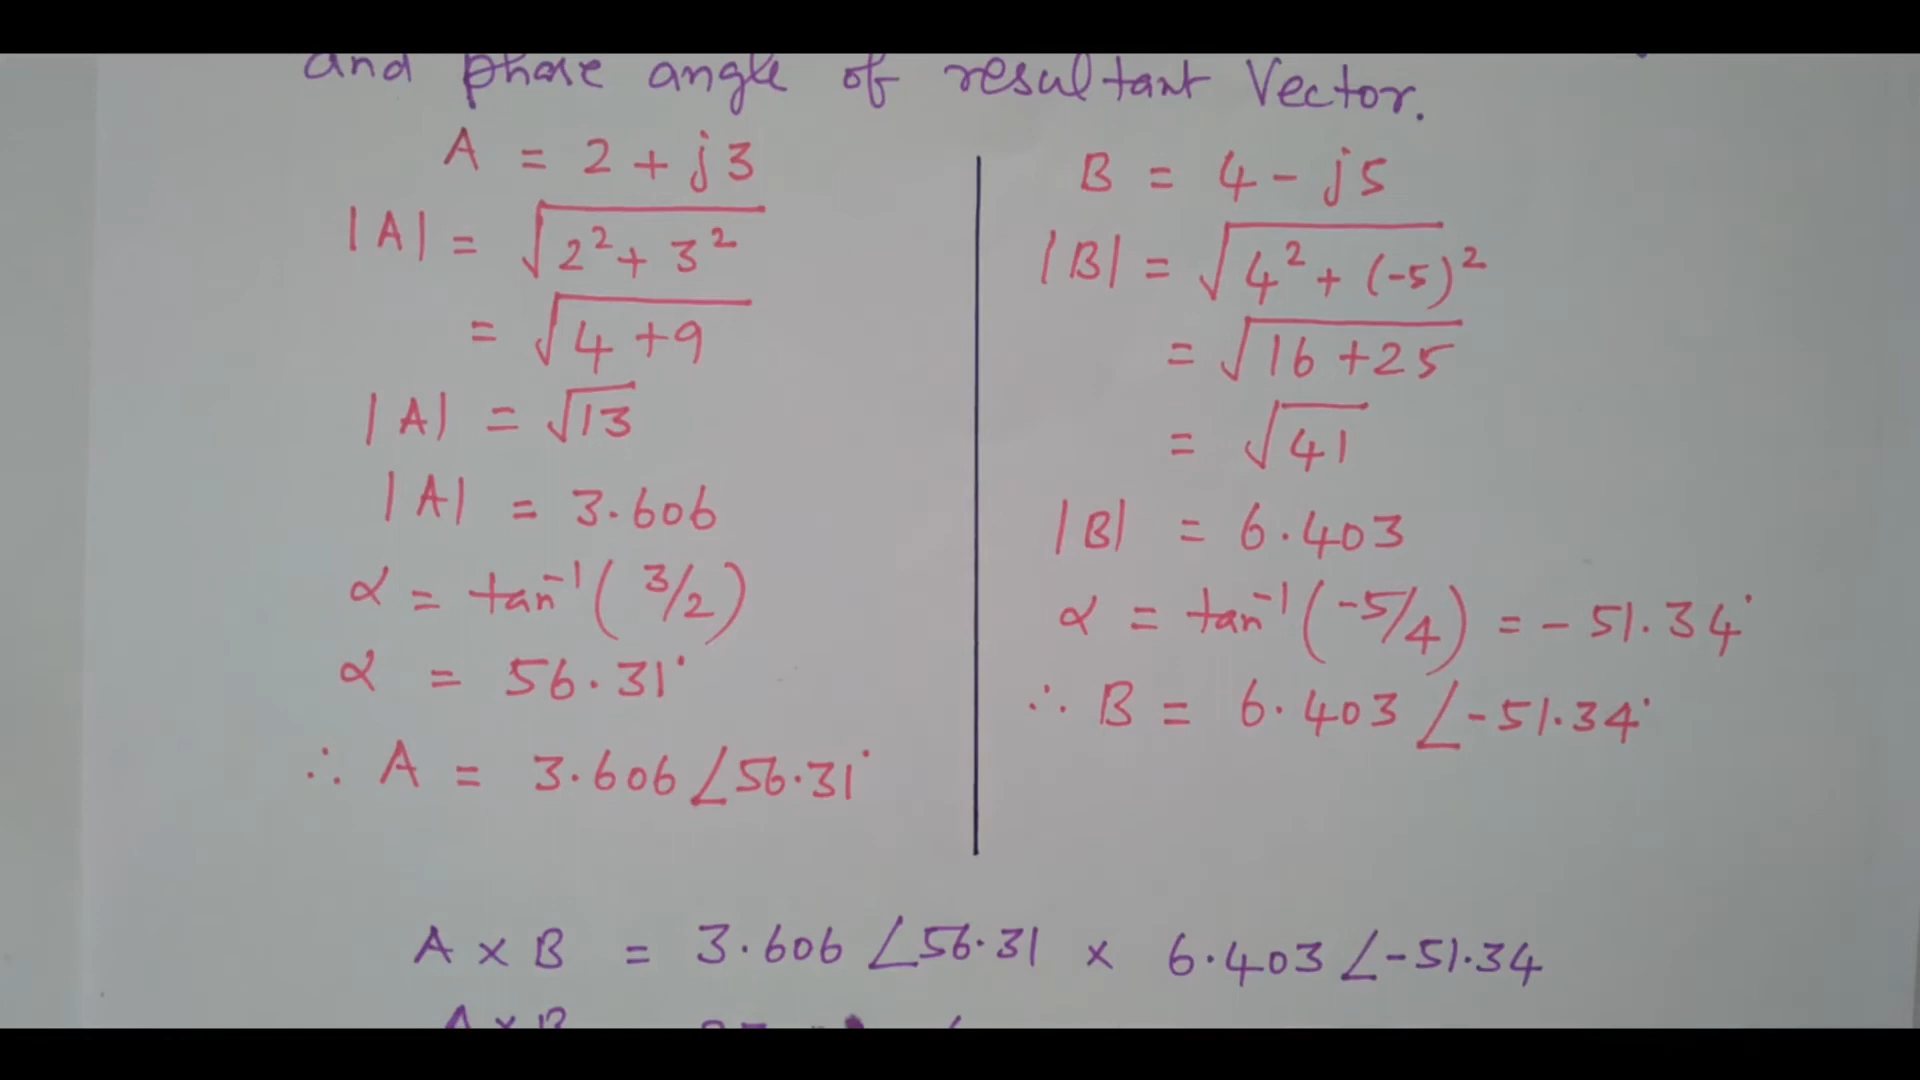 and phase angle of resultant Vector.
A = 2 + j3
|A| = √(2² + 3²)
= √(4 + 9)
|A| = √13
|A| = 3.606
α = tan⁻¹(3/2)
α = 56.31°
∴ A = 3.606 ∠56.31°
B = 4 - j5
|B| = √(4² + (-5)²)
= √(16 + 25)
= √41
|B| = 6.403
α = tan⁻¹(-5/4) = -51.34°
∴ B = 6.403 ∠-51.34°
A × B = 3.606 ∠56.31 × 6.403 ∠-51.34
A × B